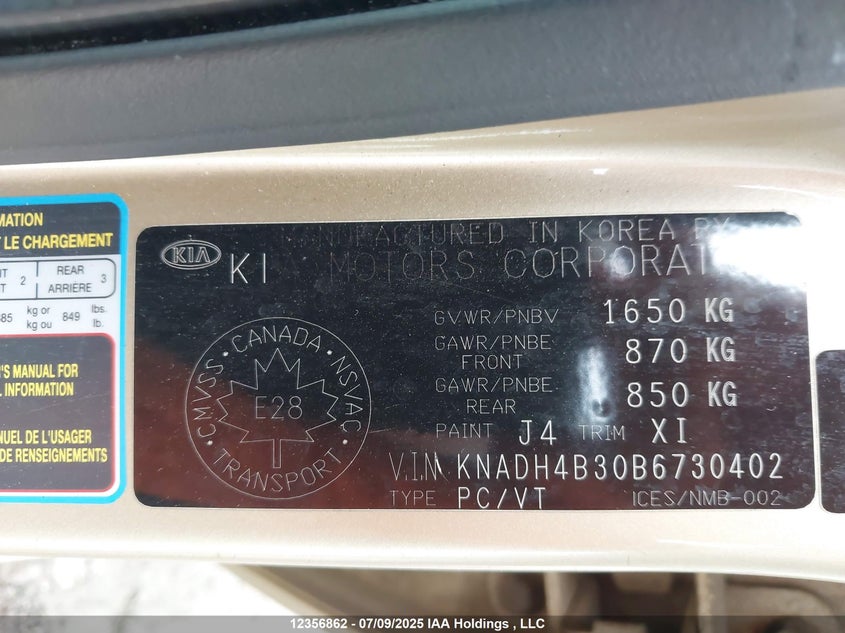 MATION
T LE CHARGEMENT
2
REAR
ARRIÈRE 3
kg or
kg ou
849
lbs.
lb.
'S MANUAL FOR
INFORMATION
NUEL DE L'USAGER
DE RENSEIGNEMENTS
KIA
NUFACTURED IN KOREA BY
KI MOTORS CORPORAT
GVWR/PNBV 1650 KG
GAWR/PNBE
FRONT
870 KG
GAWR/PNBE
REAR
850 KG
PAINT J4 TRIM XI
V.I.N KNADH4B30B6730402
TYPE PC/VT ICES/NMB-002
CANADA
CMVSS · NSVAC
E28
TRANSPORT
12356862 - 07/09/2025 IAA Holdings , LLC